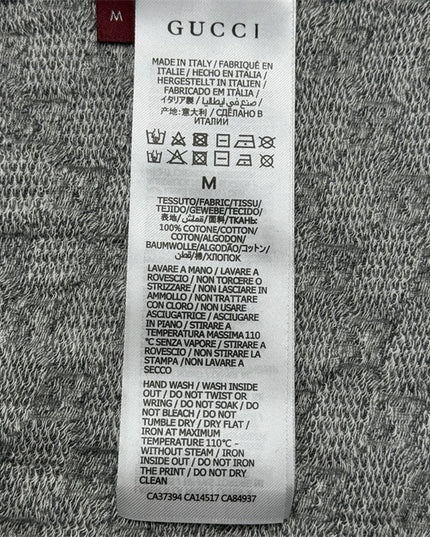 M
GUCCI
MADE IN ITALY / FABRIQUÉ EN
ITALIE / HECHO EN ITALIA /
HERGESTELLT IN ITALIEN /
FABRICADO EM ITÁLIA /
イタリア製 / صنع في ايطاليا /
产地：意大利 / СДЕЛАНО В
ИТАЛИИ
M
TESSUTO/FABRIC/TISSU/
TEJIDO/GEWEBE/TECIDO/
表地/قماش/面料/ТКАНЬ:
100% COTONE/COTTON/
COTON/ALGODON/
BAUMWOLLE/ALGODÃO/コットン/
قطن/棉/ХЛОПОК
LAVARE A MANO / LAVARE A
ROVESCIO / NON TORCERE O
STRIZZARE / NON LASCIARE IN
AMMOLLO / NON TRATTARE
CON CLORO / NON USARE
ASCIUGATRICE / ASCIUGARE
IN PIANO / STIRARE A
TEMPERATURA MASSIMA 110
°C SENZA VAPORE / STIRARE A
ROVESCIO / NON STIRARE LA
STAMPA / NON LAVARE A
SECCO
HAND WASH / WASH INSIDE
OUT / DO NOT TWIST OR
WRING / DO NOT SOAK / DO
NOT BLEACH / DO NOT
TUMBLE DRY / DRY FLAT /
IRON AT MAXIMUM
TEMPERATURE 110°C -
WITHOUT STEAM / IRON
INSIDE OUT / DO NOT IRON
THE PRINT / DO NOT DRY
CLEAN
CA37394 CA14517 CA84937